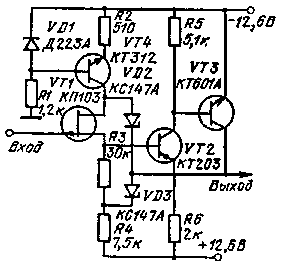 R2 R5 -12,6В
VD1 510 5,1к
Д223А VT4 VT3
КТ312 КТ601А
VT1 VD2
R1 КП103 КС147А
2,2к
Вход R3
30к VT2
КТ203
Выход
VD3
КС147А
R4 R6
7,5к 2к +12,6В